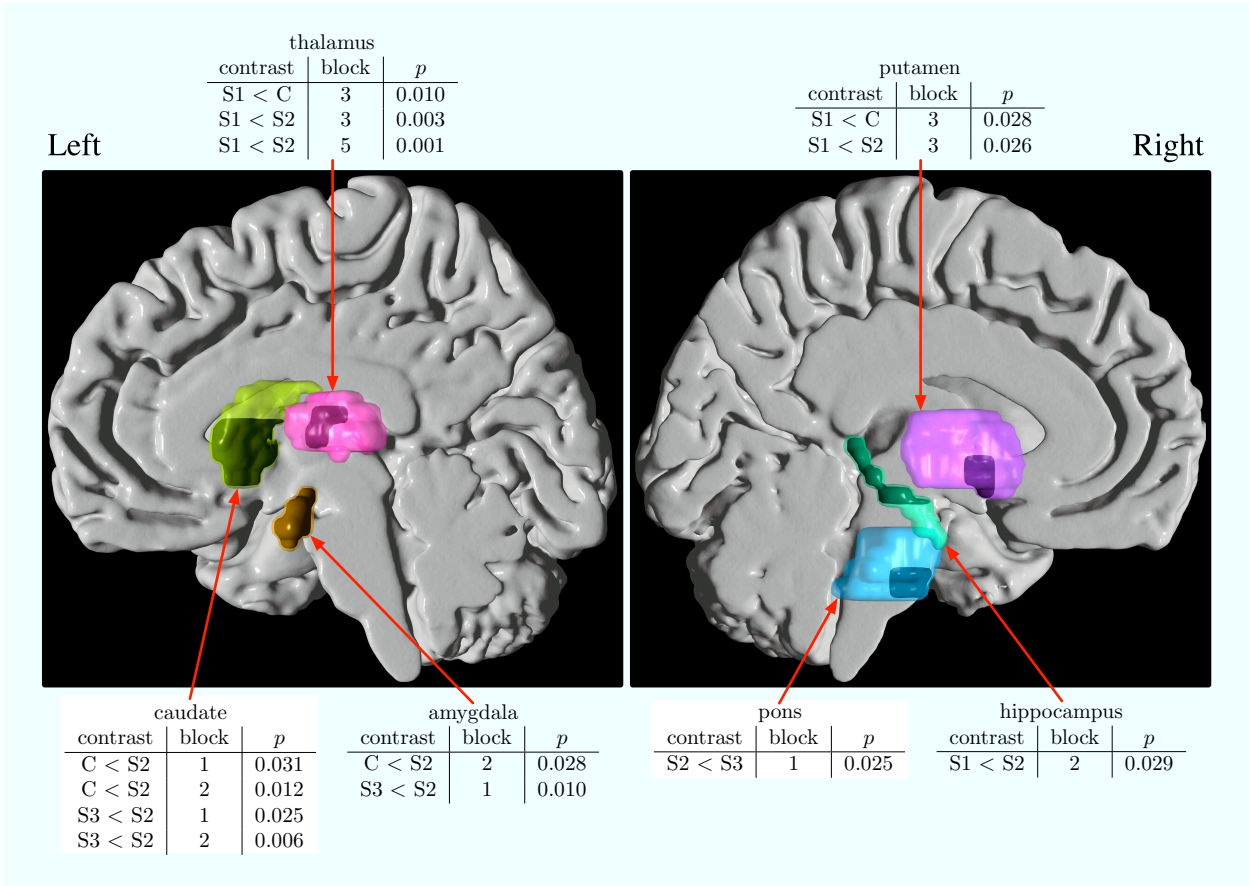 thalamus
contrast block p
S1 < C 3 0.010
S1 < S2 3 0.003
S1 < S2 5 0.001
putamen
contrast block p
S1 < C 3 0.028
S1 < S2 3 0.026
Left
Right
caudate
contrast block p
C < S2 1 0.031
C < S2 2 0.012
S3 < S2 1 0.025
S3 < S2 2 0.006
amygdala
contrast block p
C < S2 2 0.028
S3 < S2 1 0.010
pons
contrast block p
S2 < S3 1 0.025
hippocampus
contrast block p
S1 < S2 2 0.029